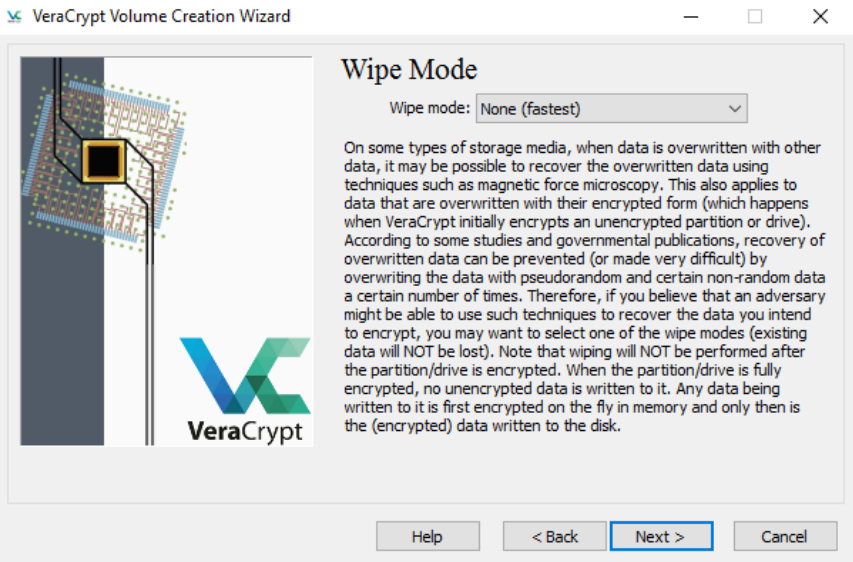 VeraCrypt Volume Creation Wizard
Wipe Mode
Wipe mode: None (fastest)
On some types of storage media, when data is overwritten with other
data, it may be possible to recover the overwritten data using
techniques such as magnetic force microscopy. This also applies to
data that are overwritten with their encrypted form (which happens
when VeraCrypt initially encrypts an unencrypted partition or drive).
According to some studies and governmental publications, recovery of
overwritten data can be prevented (or made very difficult) by
overwriting the data with pseudorandom and certain non-random data
a certain number of times. Therefore, if you believe that an adversary
might be able to use such techniques to recover the data you intend
to encrypt, you may want to select one of the wipe modes (existing
data will NOT be lost). Note that wiping will NOT be performed after
the partition/drive is encrypted. When the partition/drive is fully
encrypted, no unencrypted data is written to it. Any data being
written to it is first encrypted on the fly in memory and only then is
the (encrypted) data written to the disk.
VeraCrypt
Help
< Back
Next >
Cancel